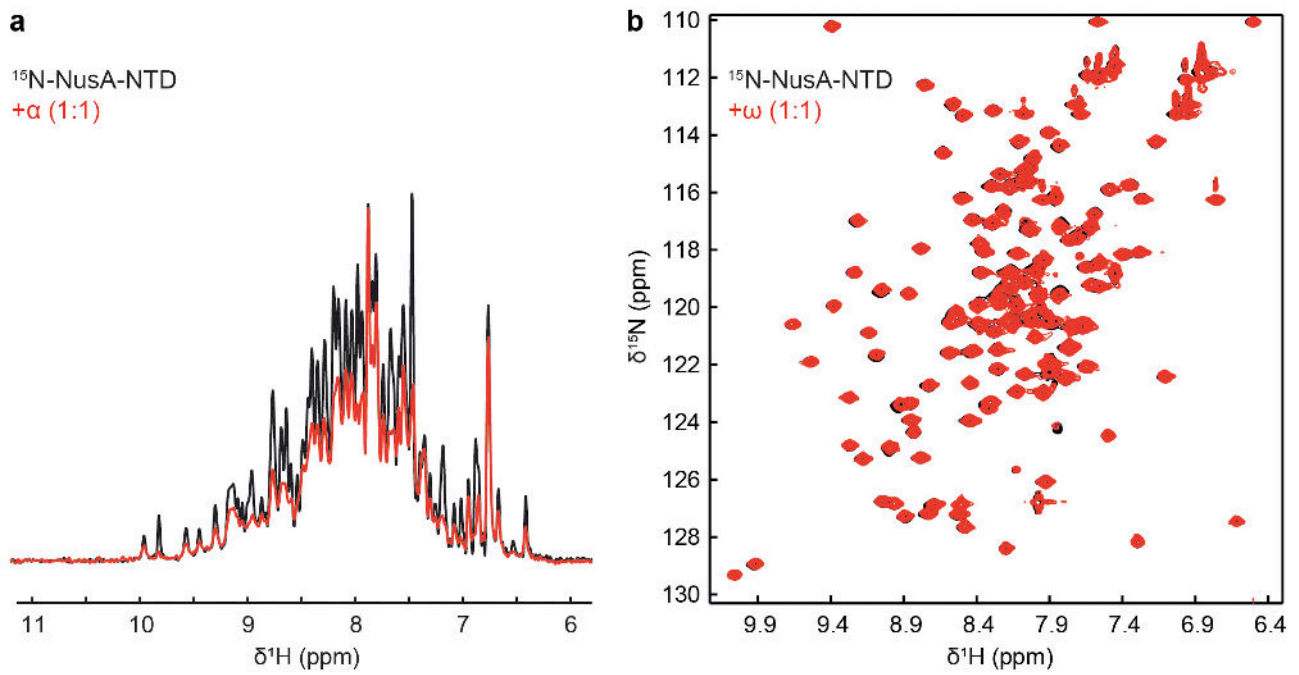 a
¹⁵N-NusA-NTD
+α (1:1)
11 10 9 8 7 6
δ¹H (ppm)
b
¹⁵N-NusA-NTD
+ω (1:1)
110
112
114
116
118
120
122
124
126
128
130
δ¹⁵N (ppm)
9.9 9.4 8.9 8.4 7.9 7.4 6.9 6.4
δ¹H (ppm)